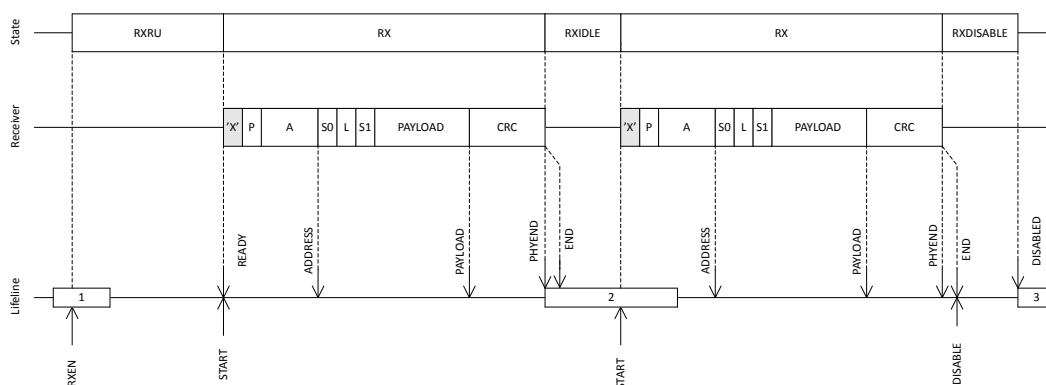 State
RXRU
RX
RXIDLE
RX
RXDISABLE
Receiver
'X'
P
A
S0
L
S1
PAYLOAD
CRC
'X'
P
A
S0
L
S1
PAYLOAD
CRC
READY
ADDRESS
PAYLOAD
PHYEND
END
ADDRESS
PAYLOAD
PHYEND
END
DISABLED
Lifeline
1
2
3
RXEN
START
START
DISABLE